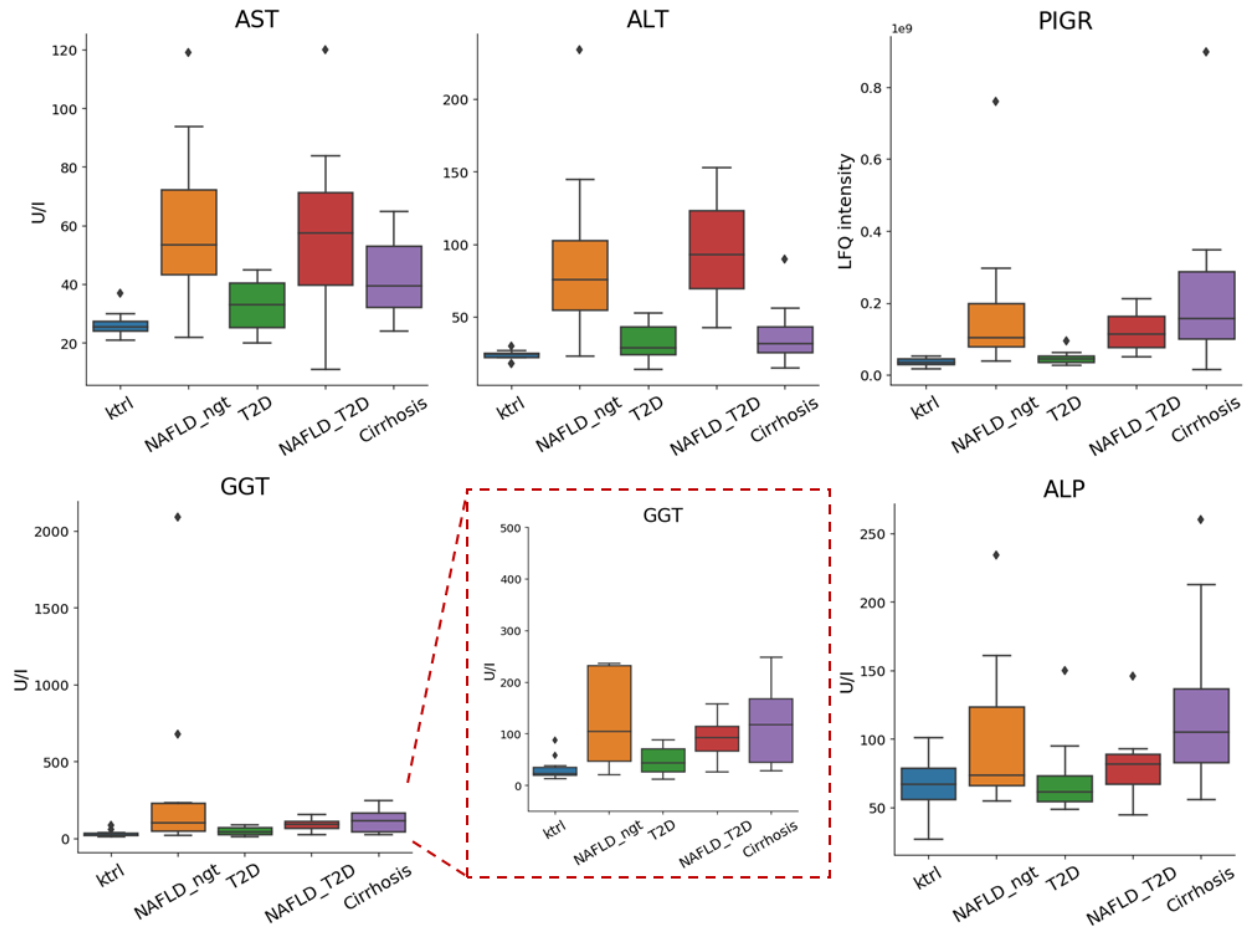 AST
120
100
80
60
40
20
U/I
ktrl
NAFLD_ngt
T2D
NAFLD_T2D
Cirrhosis
ALT
200
150
100
50
ktrl
NAFLD_ngt
T2D
NAFLD_T2D
Cirrhosis
PIGR
1e9
0.8
0.6
0.4
0.2
0.0
LFQ intensity
ktrl
NAFLD_ngt
T2D
NAFLD_T2D
Cirrhosis
GGT
2000
1500
1000
500
0
U/I
ktrl
NAFLD_ngt
T2D
NAFLD_T2D
Cirrhosis
GGT
500
400
300
200
100
0
U/I
ktrl
NAFLD_ngt
T2D
NAFLD_T2D
Cirrhosis
ALP
250
200
150
100
50
U/I
ktrl
NAFLD_ngt
T2D
NAFLD_T2D
Cirrhosis